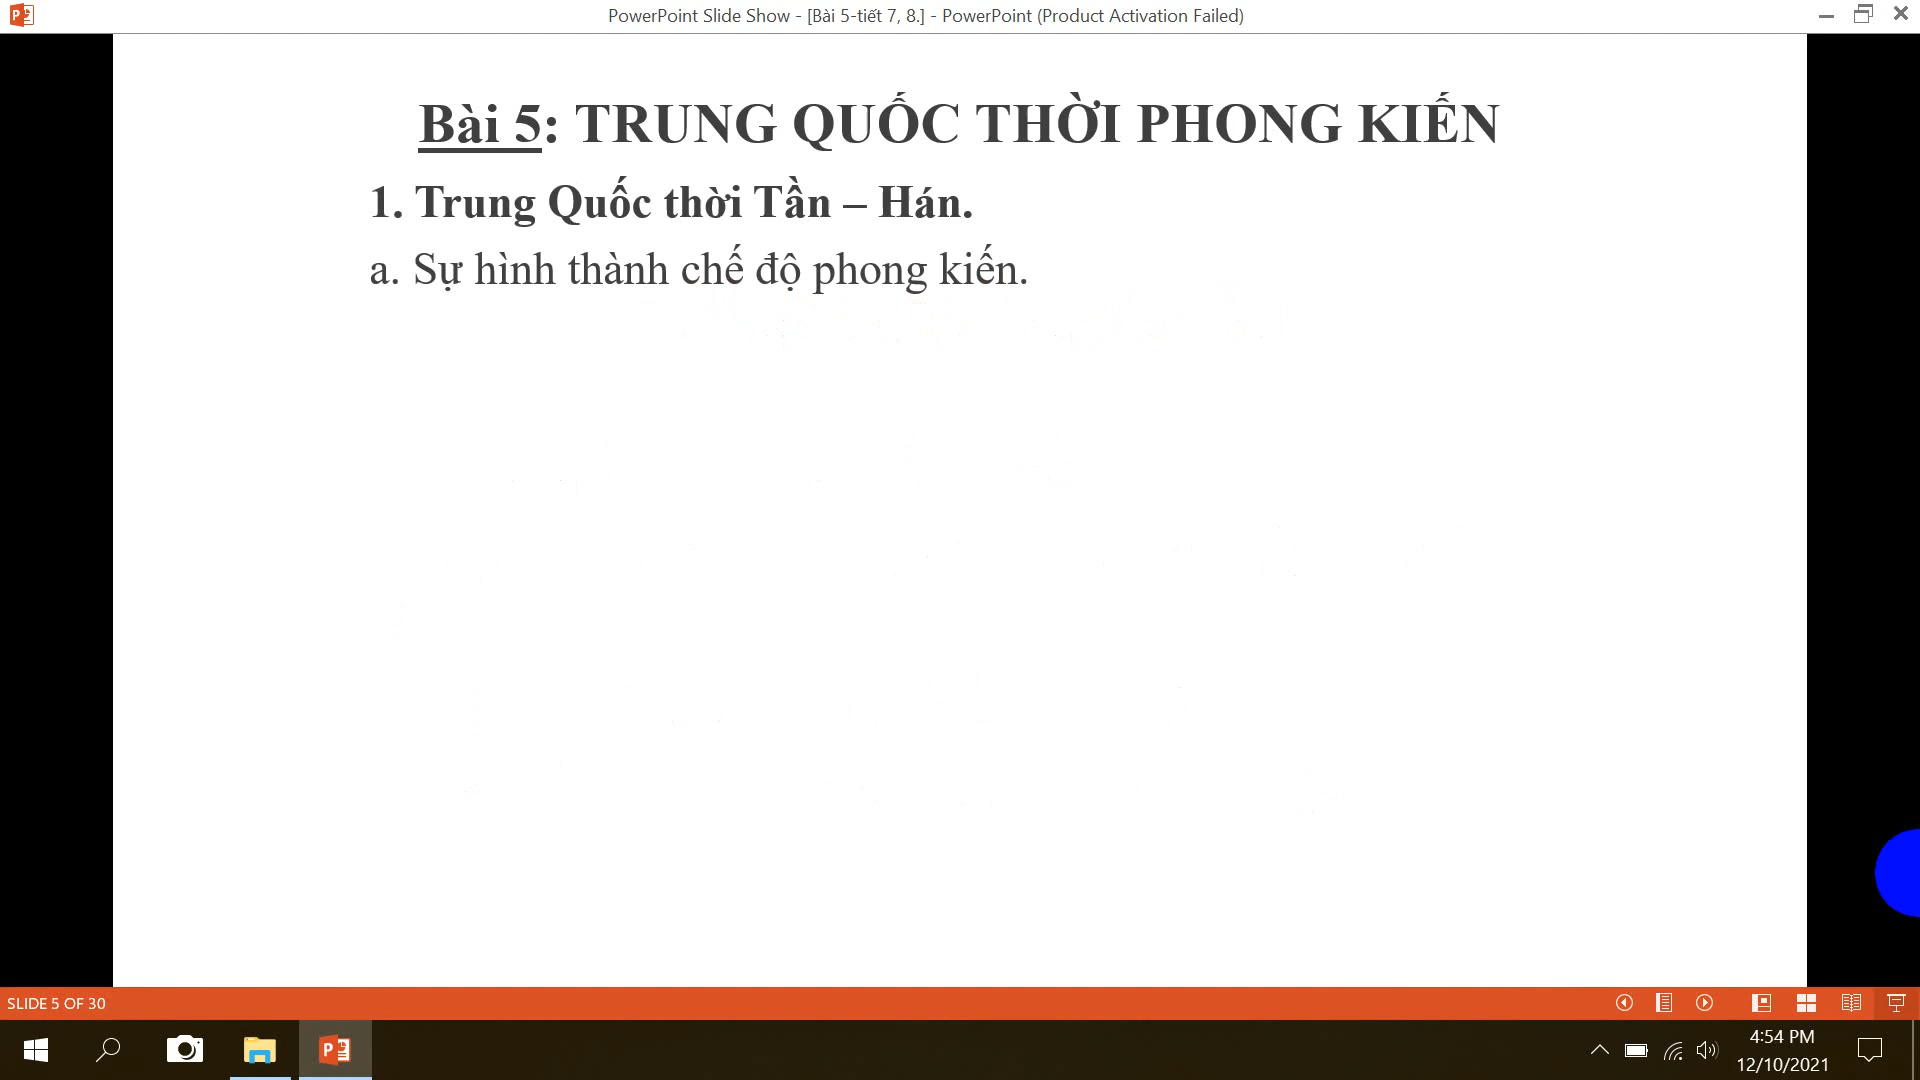 PowerPoint Slide Show - [Bài 5-tiết 7, 8.] - PowerPoint (Product Activation Failed)
Bài 5: TRUNG QUỐC THỜI PHONG KIẾN
1. Trung Quốc thời Tần – Hán.
a. Sự hình thành chế độ phong kiến.
SLIDE 5 OF 30
4:54 PM
12/10/2021